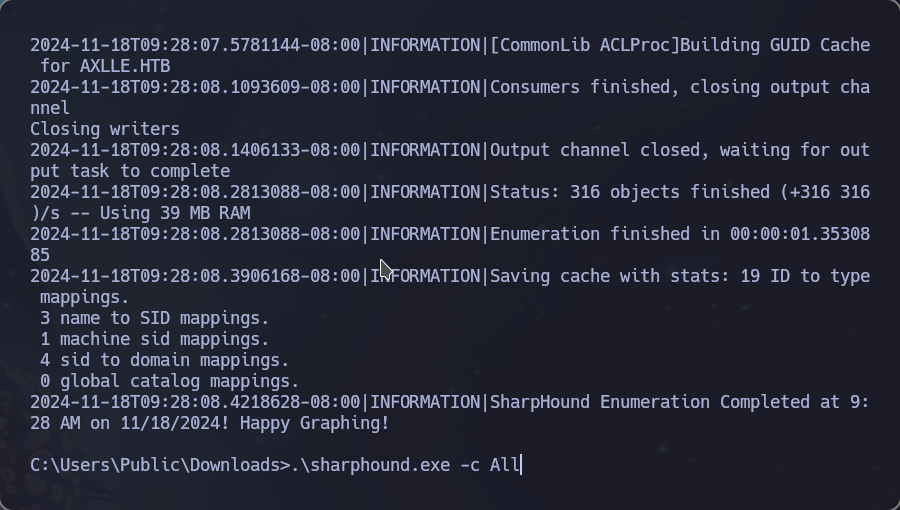 2024-11-18T09:28:07.5781144-08:00|INFORMATION|[CommonLib ACLProc]Building GUID Cache
 for AXLLE.HTB
2024-11-18T09:28:08.1093609-08:00|INFORMATION|Consumers finished, closing output cha
nnel
Closing writers
2024-11-18T09:28:08.1406133-08:00|INFORMATION|Output channel closed, waiting for out
put task to complete
2024-11-18T09:28:08.2813088-08:00|INFORMATION|Status: 316 objects finished (+316 316
)/s -- Using 39 MB RAM
2024-11-18T09:28:08.2813088-08:00|INFORMATION|Enumeration finished in 00:00:01.35308
85
2024-11-18T09:28:08.3906168-08:00|INFORMATION|Saving cache with stats: 19 ID to type
 mappings.
 3 name to SID mappings.
 1 machine sid mappings.
 4 sid to domain mappings.
 0 global catalog mappings.
2024-11-18T09:28:08.4218628-08:00|INFORMATION|SharpHound Enumeration Completed at 9:
28 AM on 11/18/2024! Happy Graphing!
C:\Users\Public\Downloads>.\sharphound.exe -c All